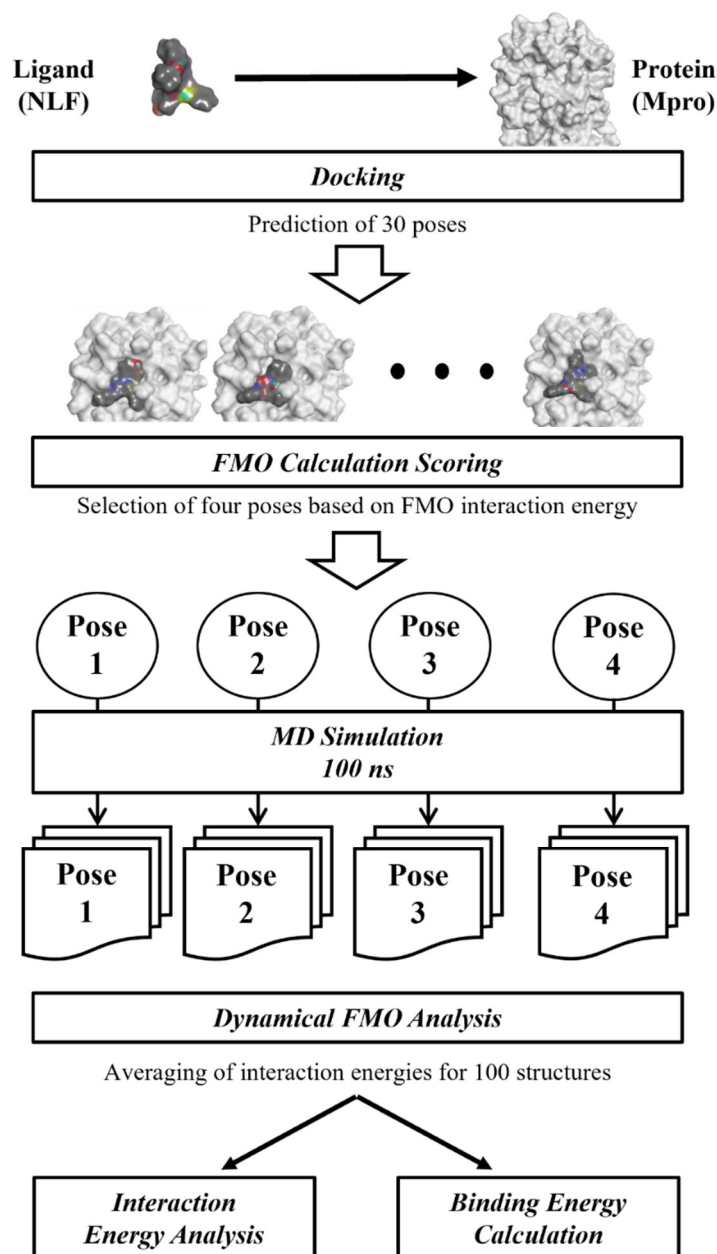 Ligand
(NLF)
Protein
(Mpro)
Docking
Prediction of 30 poses
FMO Calculation Scoring
Selection of four poses based on FMO interaction energy
Pose
1
Pose
2
Pose
3
Pose
4
MD Simulation
100 ns
Pose
1
Pose
2
Pose
3
Pose
4
Dynamical FMO Analysis
Averaging of interaction energies for 100 structures
Interaction
Energy Analysis
Binding Energy
Calculation